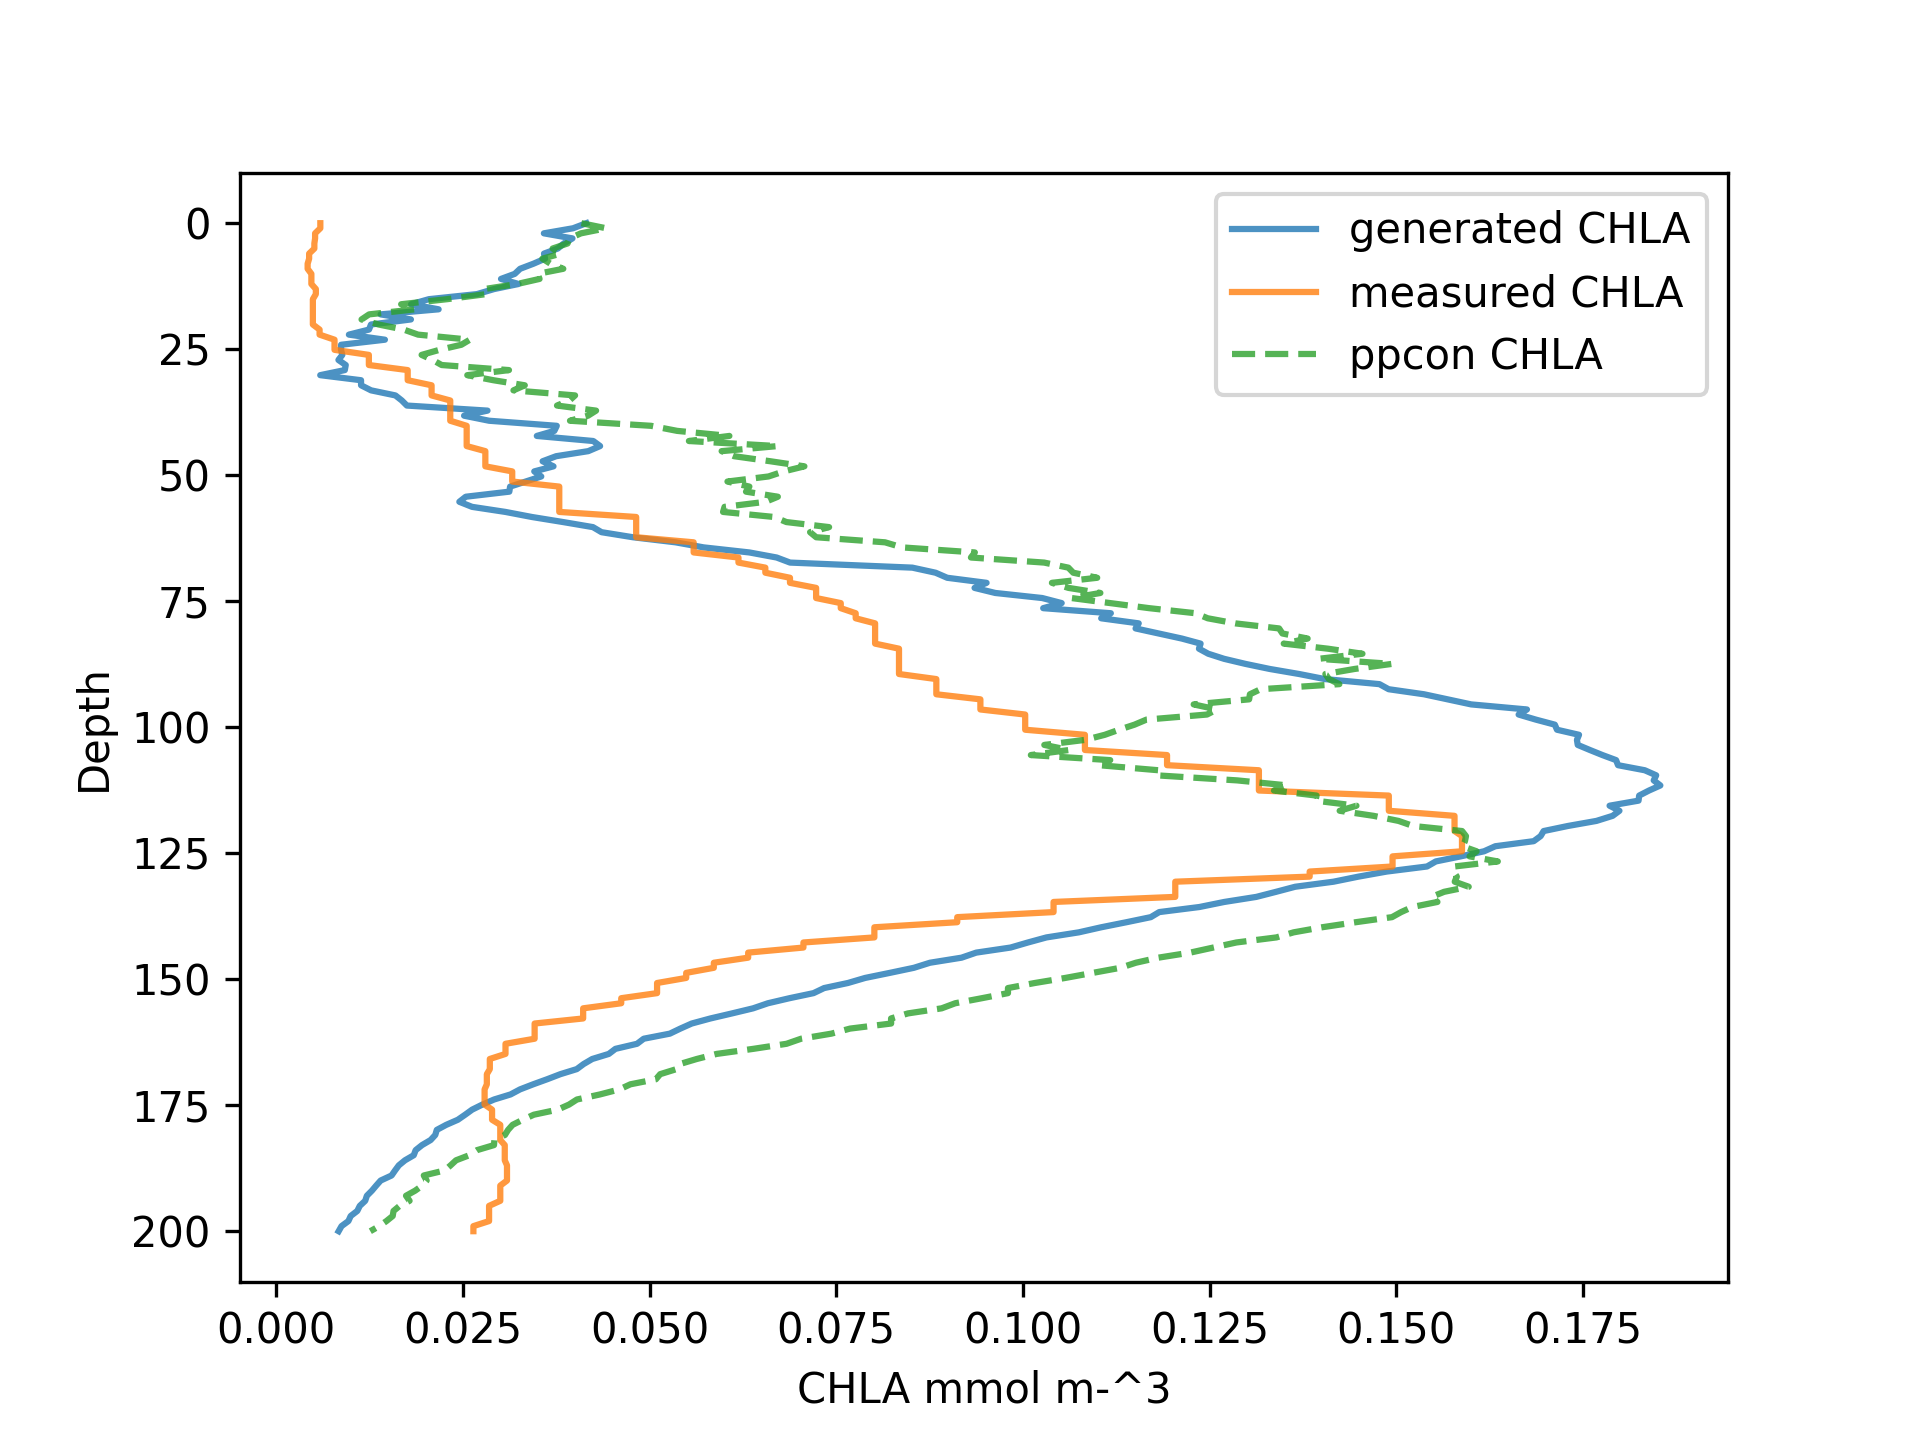 generated CHLA
measured CHLA
ppcon CHLA
0
25
50
75
100
125
150
175
200
Depth
0.000 0.025 0.050 0.075 0.100 0.125 0.150 0.175
CHLA mmol m-^3